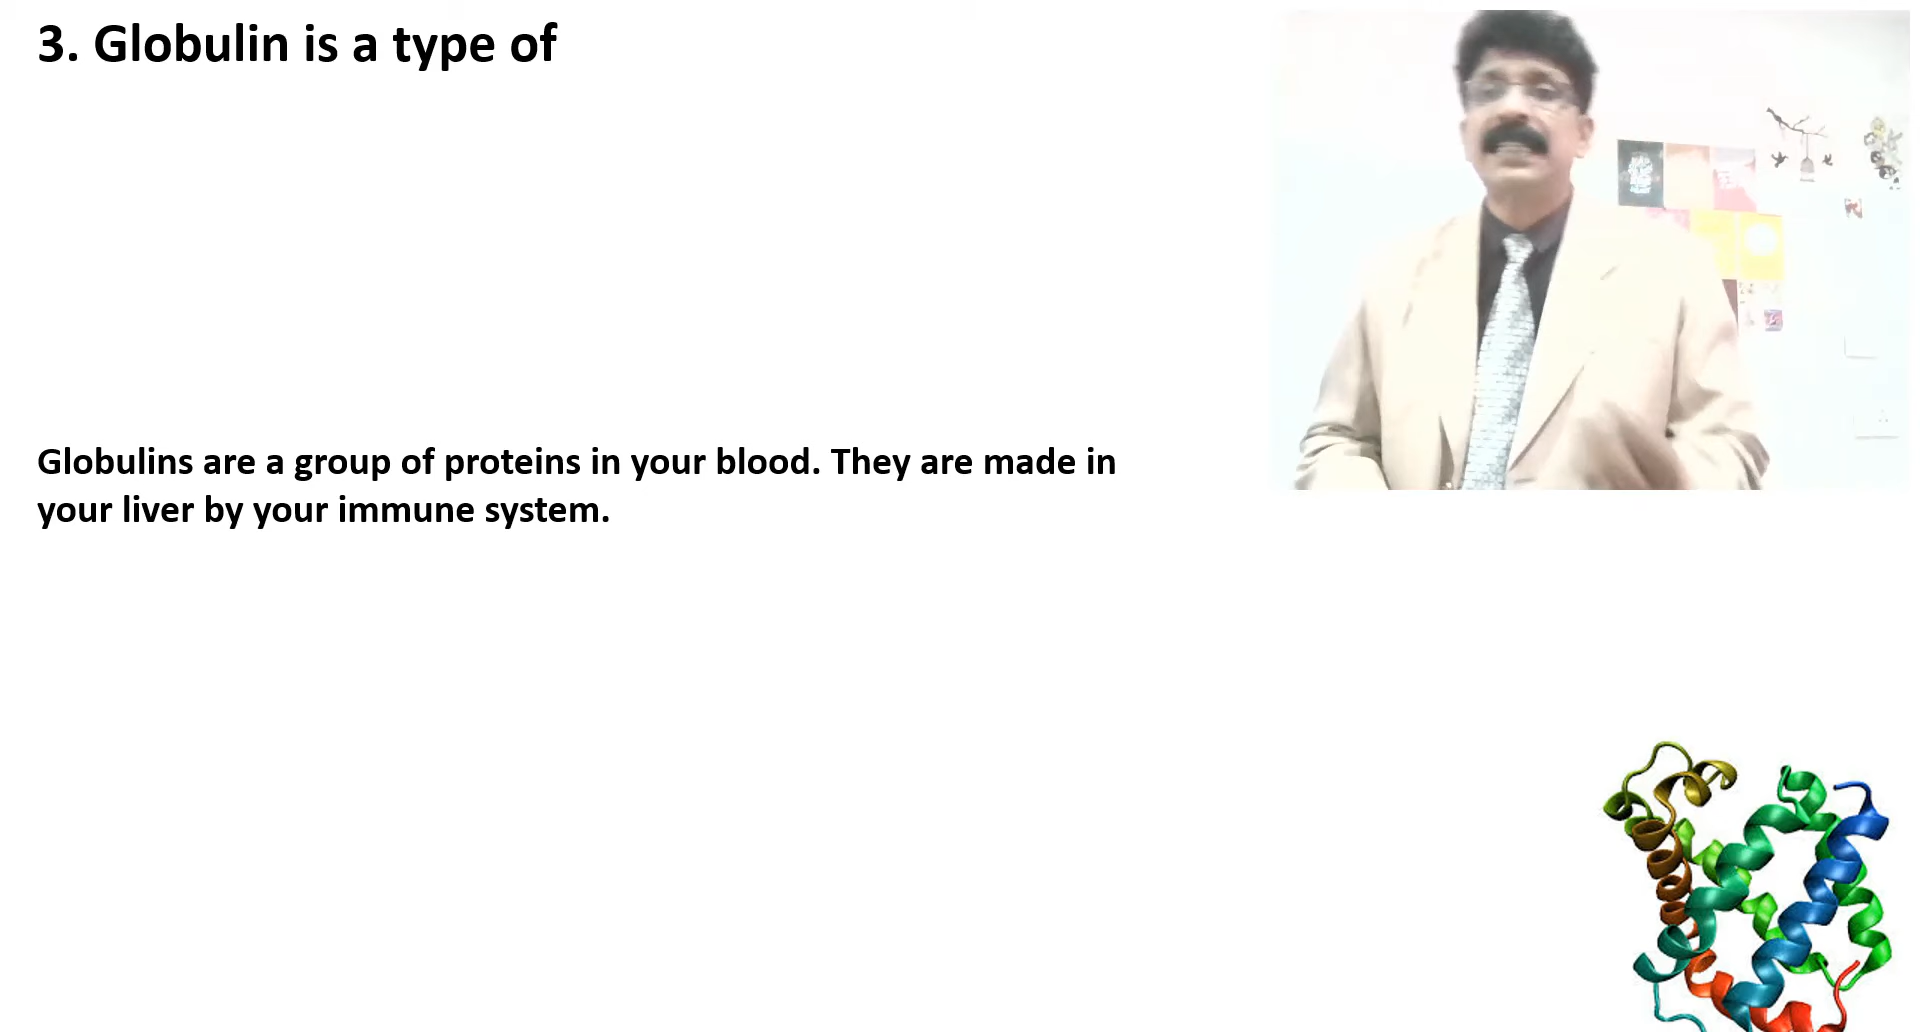 3. Globulin is a type of
Globulins are a group of proteins in your blood. They are made in
your liver by your immune system.